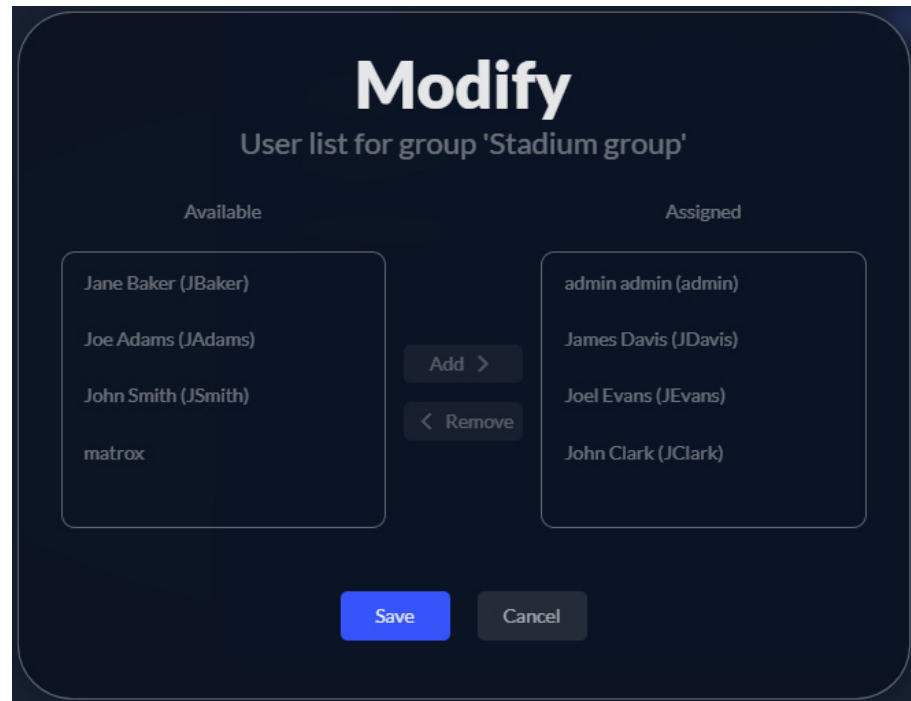 Modify
User list for group 'Stadium group'
Available
Assigned
Jane Baker (JBaker)
Joe Adams (JAdams)
John Smith (JSmith)
matrox
Add >
< Remove
admin admin (admin)
James Davis (JDavis)
Joel Evans (JEvans)
John Clark (JClark)
Save
Cancel